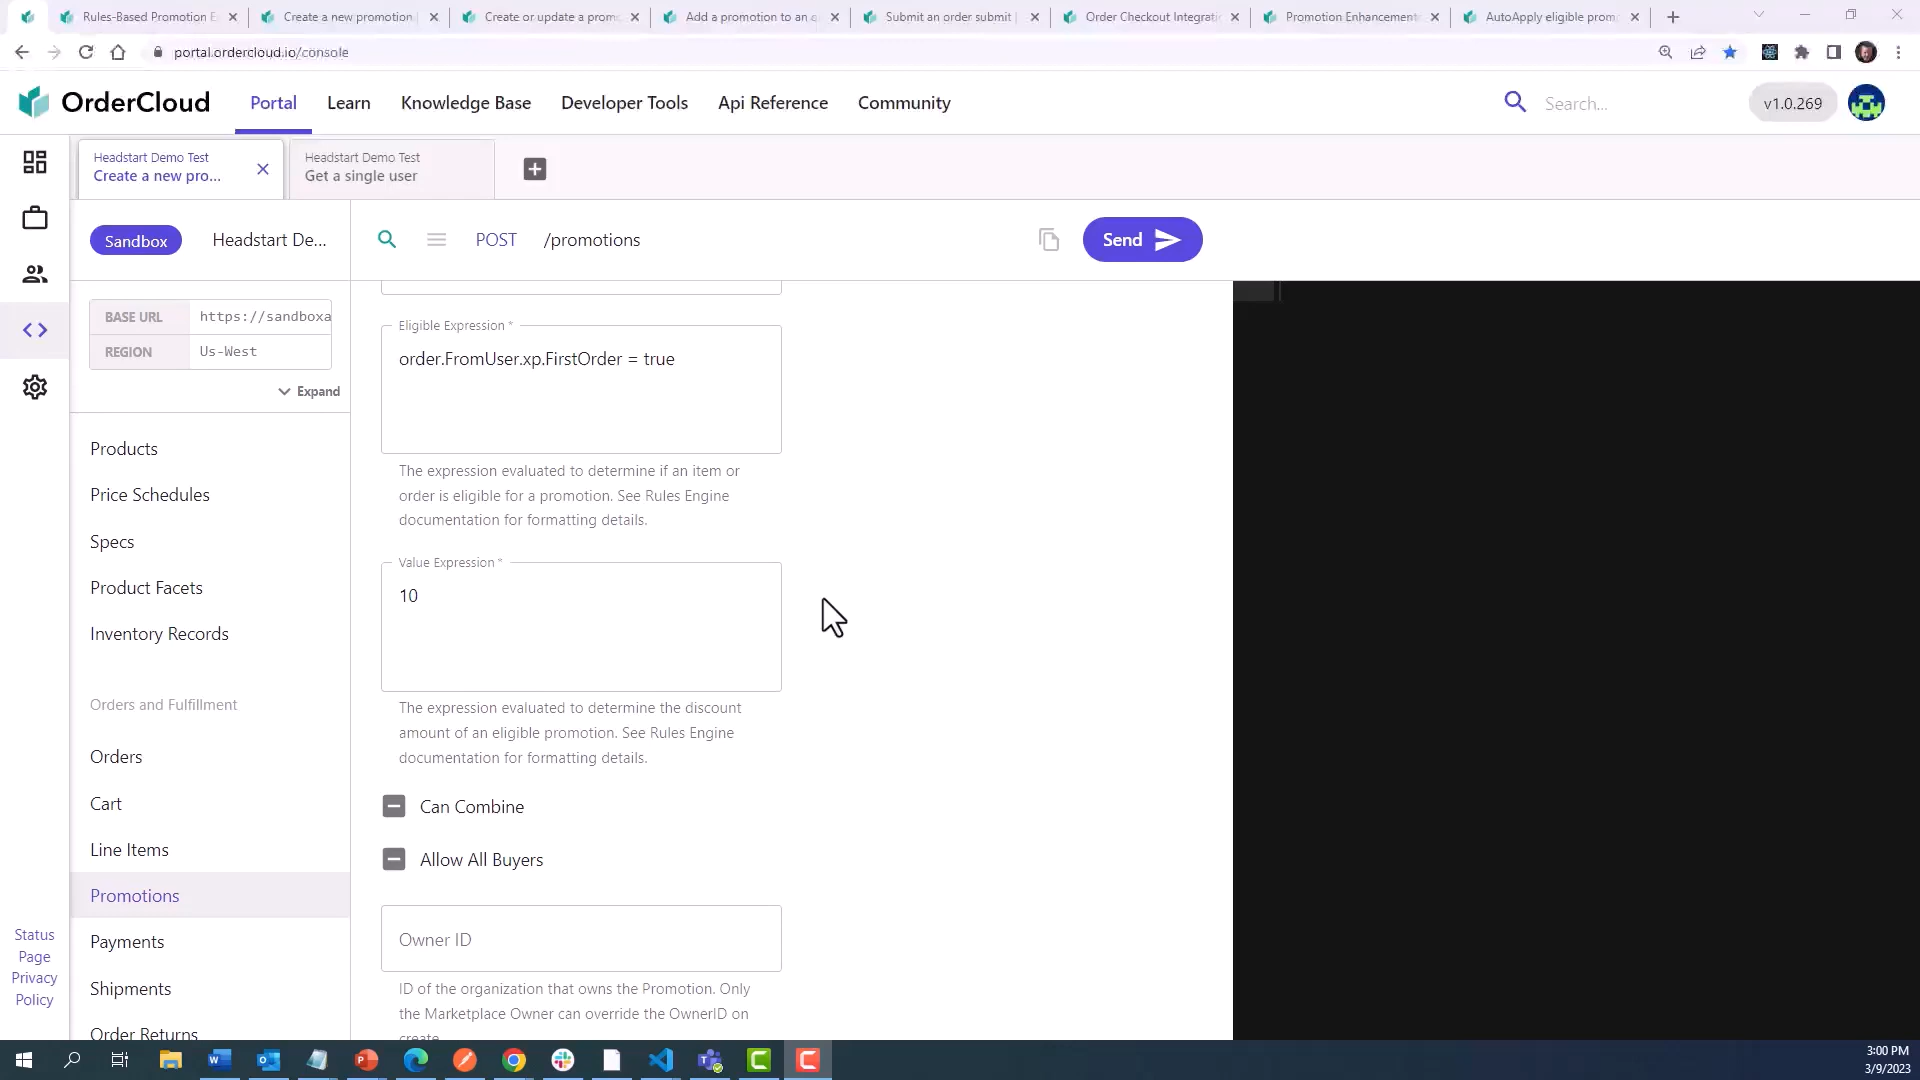 Rules-Based Promotion E
Create a new promotion
Create or update a promo
Add a promotion to an o
Submit an order submit
Order Checkout Integrati
Promotion Enhancement
AutoApply eligible prom
portal.ordercloud.io/console
OrderCloud
Portal
Learn
Knowledge Base
Developer Tools
Api Reference
Community
Search...
v1.0.269
Headstart Demo Test
Create a new pro...
Headstart Demo Test
Get a single user
Sandbox
Headstart De...
POST
/promotions
Send
BASE URL
https://sandboxa
REGION
Us-West
Expand
Products
Price Schedules
Specs
Product Facets
Inventory Records
Orders and Fulfillment
Orders
Cart
Line Items
Promotions
Payments
Shipments
Order Returns
Status
Page
Privacy
Policy
Eligible Expression *
order.FromUser.xp.FirstOrder = true
The expression evaluated to determine if an item or
order is eligible for a promotion. See Rules Engine
documentation for formatting details.
Value Expression *
10
The expression evaluated to determine the discount
amount of an eligible promotion. See Rules Engine
documentation for formatting details.
Can Combine
Allow All Buyers
Owner ID
ID of the organization that owns the Promotion. Only
the Marketplace Owner can override the OwnerID on
create.
3:00 PM
3/9/2023